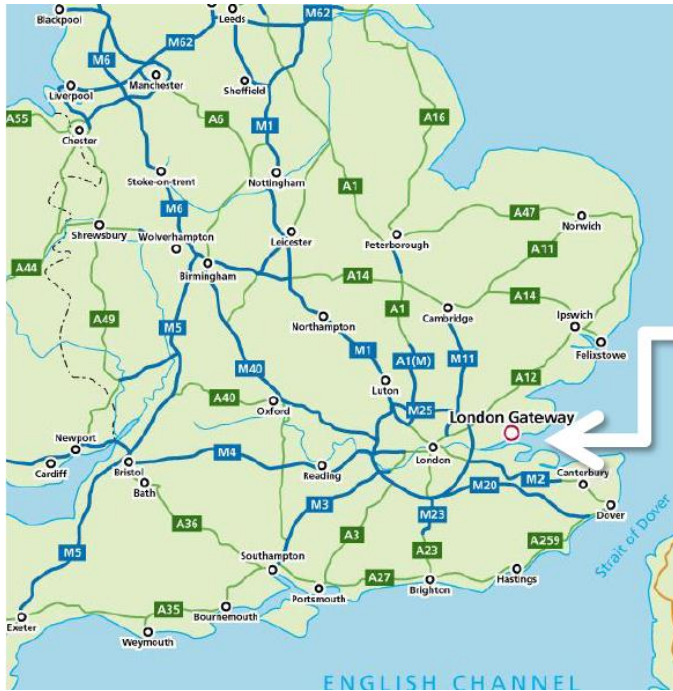 Blackpool
Leeds
M62
M62
M6
Liverpool
Manchester
Sheffield
A55
Chester
A6
M1
A16
Stoke-on-trent
Nottingham
A1
M6
A47
Norwich
Shrewsbury
Wolverhampton
Leicester
Peterborough
A11
A44
Birmingham
A14
A14
A49
M5
Northampton
A1
Cambridge
Ipswich
Felixstowe
M40
M1
A1(M)
M11
A40
Oxford
Luton
A12
M25
London Gateway
Newport
Cardiff
Bristol
M4
Reading
London
M2
Canterbury
Bath
M3
M20
Dover
A36
M23
Strait of Dover
M5
Southampton
A3
A23
A259
Portsmouth
A27
Brighton
Hastings
A35
Exeter
Bournemouth
Weymouth
ENGLISH CHANNEL